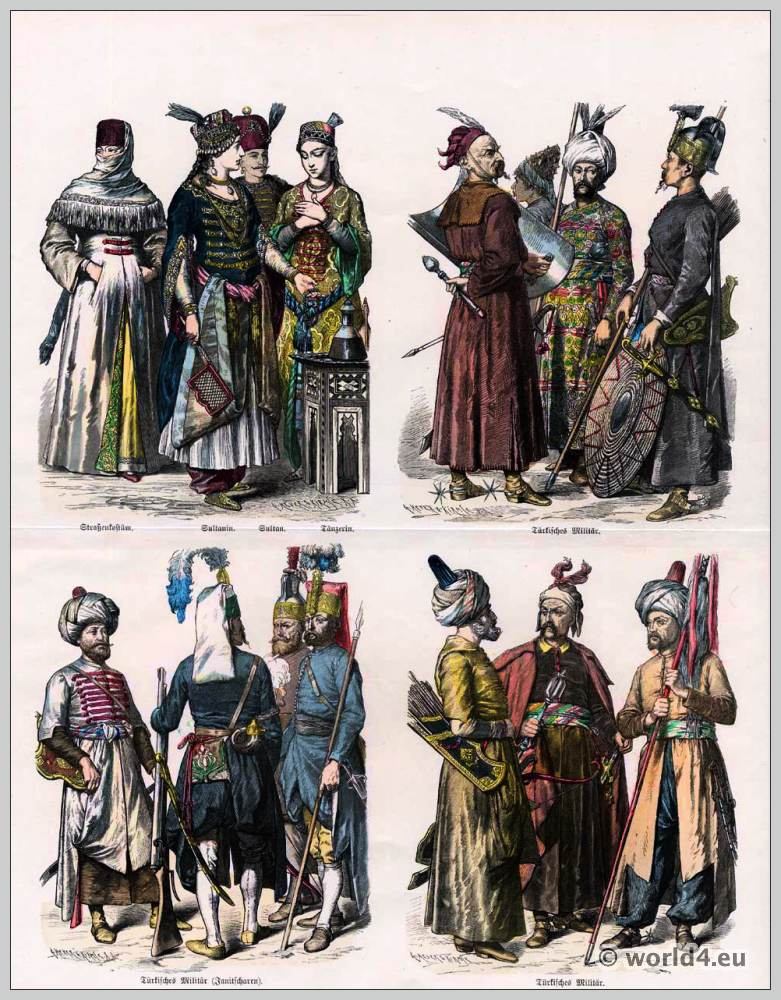 Straßenkostüm. Sultanin. Sultan. Tänzerin.
Türkisches Militär.
Türkisches Militär (Janitscharen).
Türkisches Militär.
© world4.eu